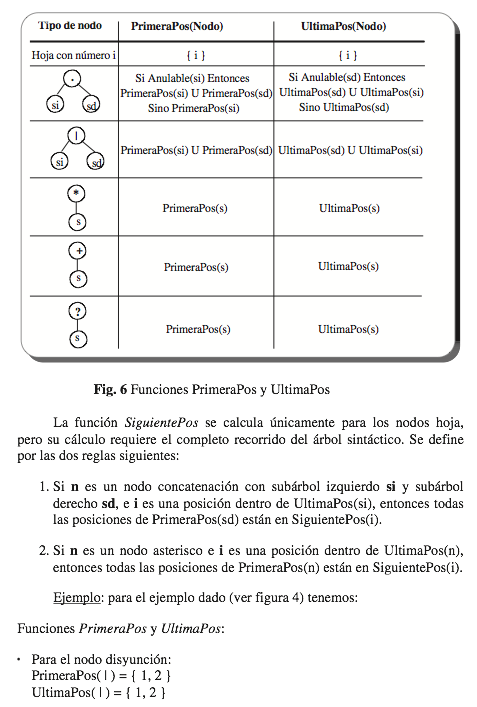 Tipo de nodo PrimeraPos(Nodo) UltimaPos(Nodo)
Hoja con número i { i } { i }
.
si sd
Si Anulable(si) Entonces
PrimeraPos(si) U PrimeraPos(sd)
Sino PrimeraPos(si)
Si Anulable(sd) Entonces
UltimaPos(sd) U UltimaPos(si)
Sino UltimaPos(sd)
|
si sd
PrimeraPos(si) U PrimeraPos(sd) UltimaPos(sd) U UltimaPos(si)
*
s
PrimeraPos(s) UltimaPos(s)
+
s
PrimeraPos(s) UltimaPos(s)
?
s
PrimeraPos(s) UltimaPos(s)
Fig. 6 Funciones PrimeraPos y UltimaPos
La función SiguientePos se calcula únicamente para los nodos hoja,
pero su cálculo requiere el completo recorrido del árbol sintáctico. Se define
por las dos reglas siguientes:
1. Si n es un nodo concatenación con subárbol izquierdo si y subárbol
derecho sd, e i es una posición dentro de UltimaPos(si), entonces todas
las posiciones de PrimeraPos(sd) están en SiguientePos(i).
2. Si n es un nodo asterisco e i es una posición dentro de UltimaPos(n),
entonces todas las posiciones de PrimeraPos(n) están en SiguientePos(i).
Ejemplo: para el ejemplo dado (ver figura 4) tenemos:
Funciones PrimeraPos y UltimaPos:
• Para el nodo disyunción:
PrimeraPos( | ) = { 1, 2 }
UltimaPos( | ) = { 1, 2 }